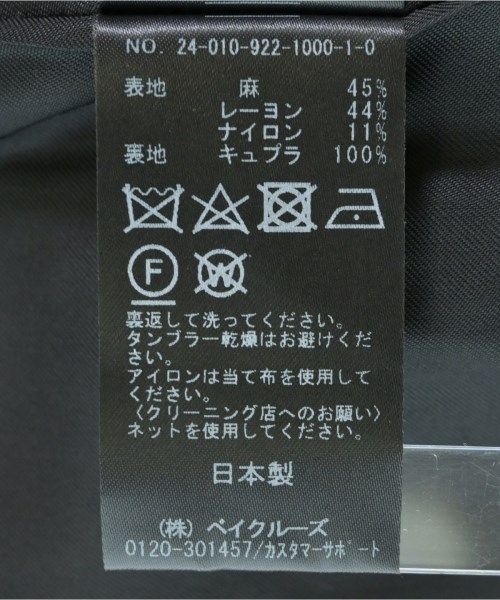 NO. 24-010-922-1000-1-0
表地 麻 45%
レーヨン 44%
ナイロン 11%
裏地 キュプラ 100%
F W
裏返して洗ってください。
タンブラー乾燥はお避けくだ
さい。
アイロンは当て布を使用して
ください。
〈クリーニング店へのお願い〉
ネットを使用してください。
日本製
(株) ベイクルーズ
0120-301457/カスタマーサポート